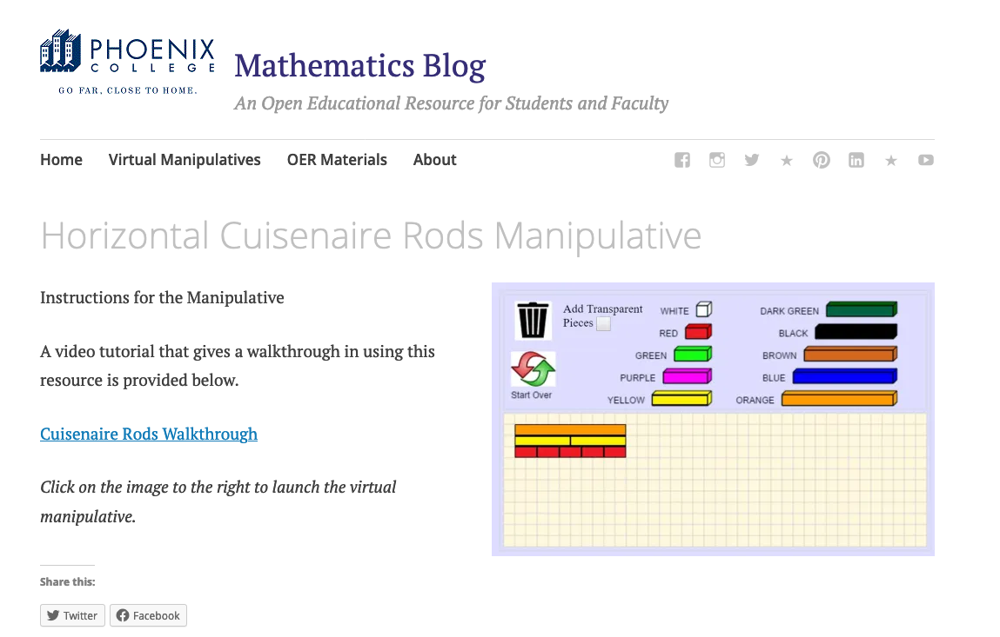 PHOENIX
COLLEGE
GO FAR, CLOSE TO HOME.
Mathematics Blog
An Open Educational Resource for Students and Faculty
Home Virtual Manipulatives OER Materials About
Horizontal Cuisenaire Rods Manipulative
Instructions for the Manipulative
A video tutorial that gives a walkthrough in using this
resource is provided below.
Cuisenaire Rods Walkthrough
Click on the image to the right to launch the virtual
manipulative.
Add Transparent
Pieces
Start Over
WHITE
RED
GREEN
PURPLE
YELLOW
DARK GREEN
BLACK
BROWN
BLUE
ORANGE
Share this:
Twitter Facebook